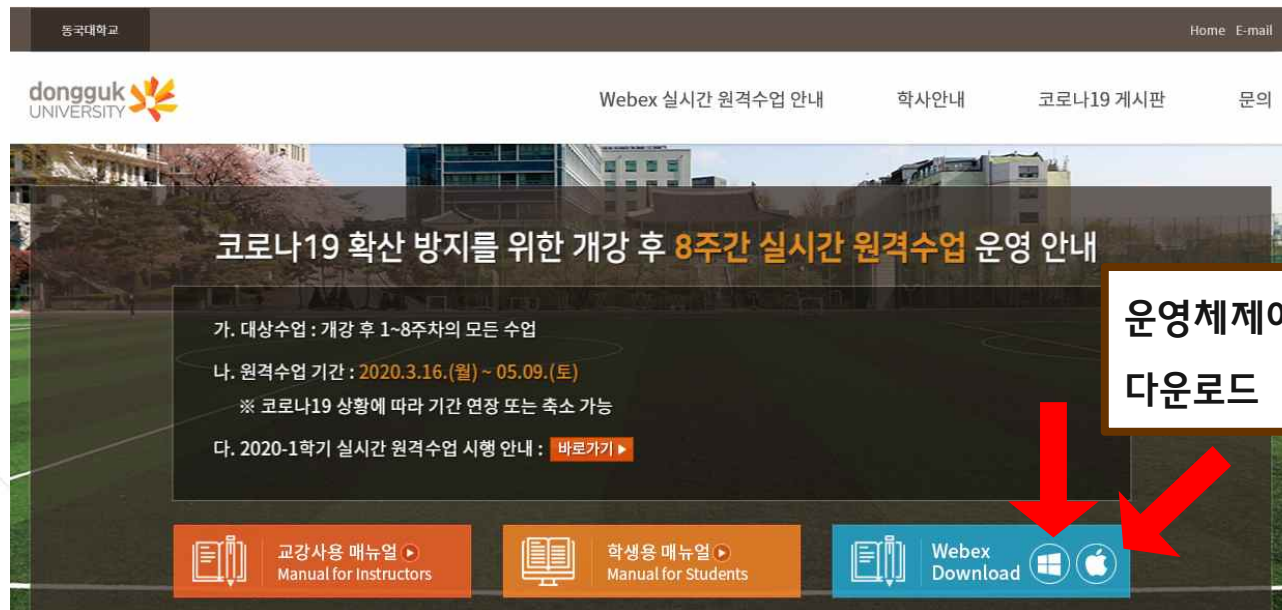 동국대학교
Home E-mail
dongguk
UNIVERSITY
Webex 실시간 원격수업 안내 학사안내 코로나19 게시판 문의
코로나19 확산 방지를 위한 개강 후 8주간 실시간 원격수업 운영 안내
가. 대상수업 : 개강 후 1~8주차의 모든 수업
나. 원격수업 기간 : 2020.3.16.(월) ~ 05.09.(토)
※ 코로나19 상황에 따라 기간 연장 또는 축소 가능
다. 2020-1학기 실시간 원격수업 시행 안내 : 바로가기 ▶
운영체제에
다운로드
교강사용 매뉴얼
Manual for Instructors
학생용 매뉴얼
Manual for Students
Webex
Download